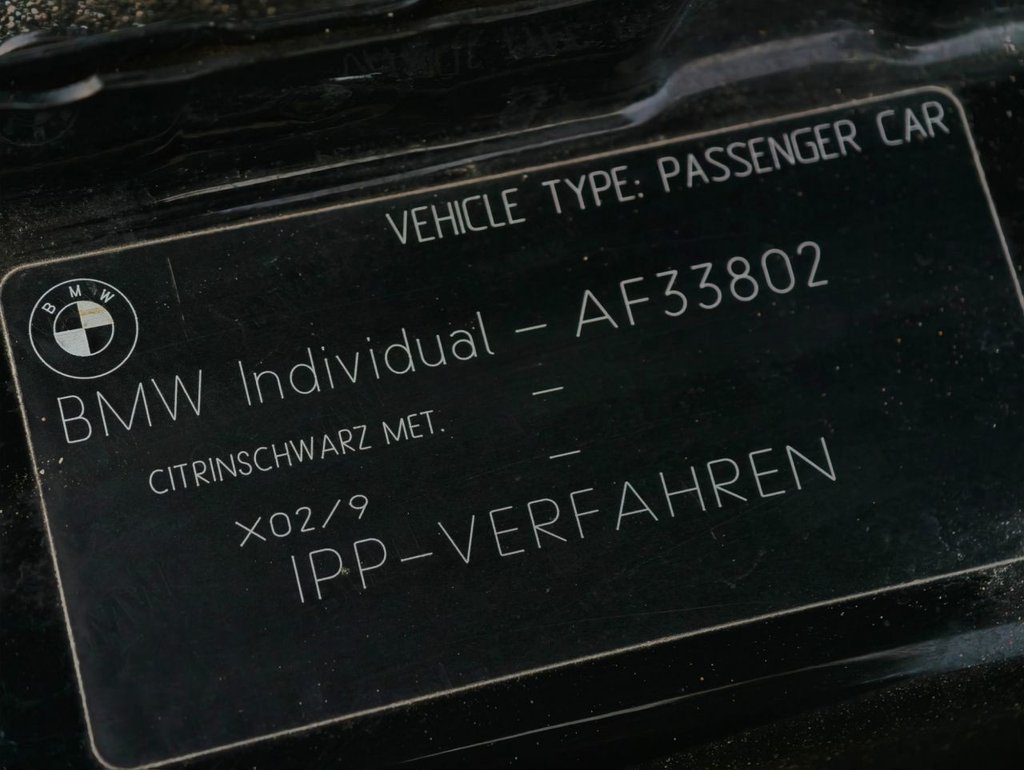 VEHICLE TYPE: PASSENGER CAR
BMW
BMW Individual – AF33802
CITRINSCHWARZ MET. –
X02/9 –
IPP-VERFAHREN